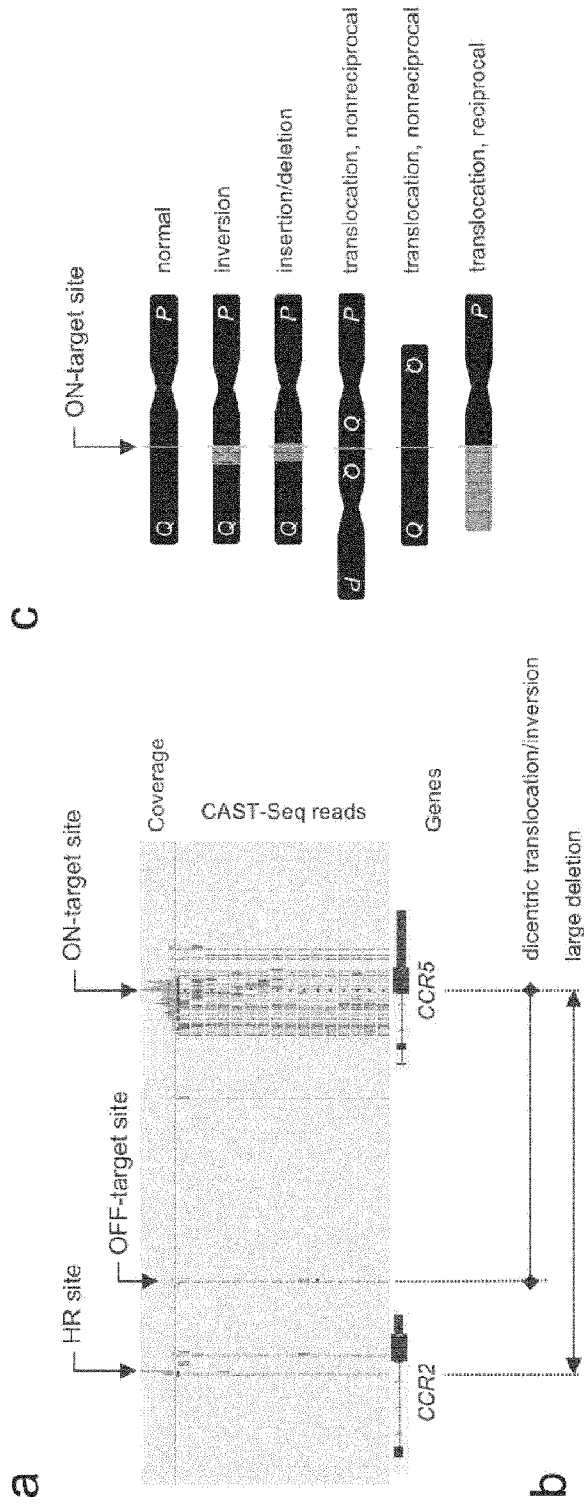 a
HR site
OFF-target site
ON-target site
Coverage
CAST-Seq reads
Genes
CCR2
CCR5
b
dicentric translocation/inversion
large deletion
c
ON-target site
Q P normal
Q P inversion
Q P insertion/deletion
P Q Q P translocation, nonreciprocal
Q Q translocation, nonreciprocal
P translocation, reciprocal